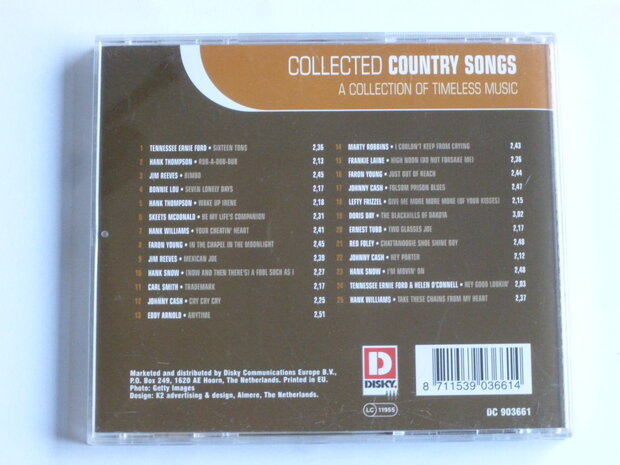 COLLECTED COUNTRY SONGS
A COLLECTION OF TIMELESS MUSIC
1 TENNESSEE ERNIE FORD • SIXTEEN TONS 2,36
2 HANK THOMPSON • RUB-A-DUB-DUB 2,13
3 JIM REEVES • BIMBO 2,45
4 BONNIE LOU • SEVEN LONELY DAYS 2,17
5 HANK THOMPSON • WAKE UP IRENE 2,18
6 SKEETS MCDONALD • BE MY LIFE'S COMPANION 2,31
7 HANK WILLIAMS • YOUR CHEATIN' HEART 2,41
8 FARON YOUNG • IN THE CHAPEL IN THE MOONLIGHT 2,45
9 JIM REEVES • MEXICAN JOE 2,39
10 HANK SNOW • (NOW AND THEN THERE'S) A FOOL SUCH AS I 2,27
11 CARL SMITH • TRADEMARK 2,17
12 JOHNNY CASH • CRY CRY CRY 2,25
13 EDDY ARNOLD • ANYTIME 2,51
14 MARTY ROBBINS • I COULDN'T KEEP FROM CRYING 2,43
15 FRANKIE LAINE • HIGH NOON (DO NOT FORSAKE ME) 2,36
16 FARON YOUNG • JUST OUT OF REACH 2,44
17 JOHNNY CASH • FOLSOM PRISON BLUES 2,47
18 LEFTY FRIZZEL • GIVE ME MORE MORE MORE (OF YOUR KISSES) 2,15
19 DORIS DAY • THE BLACKHILLS OF DAKOTA 3,02
20 ERNEST TUBB • TWO GLASSES JOE 2,17
21 RED FOLEY • CHATTANOOGIE SHOE SHINE BOY 2,48
22 JOHNNY CASH • HEY PORTER 2,12
23 HANK SNOW • I'M MOVIN' ON 2,48
24 TENNESSEE ERNIE FORD & HELEN O'CONNELL • HEY GOOD LOOKIN' 2,03
25 HANK WILLIAMS • TAKE THESE CHAINS FROM MY HEART 2,37
Marketed and distributed by Disky Communications Europe B.V.,
P.O. Box 249, 1620 AE Hoorn, The Netherlands. Printed in EU.
Photo: Getty Images
Design: K2 advertising & design, Almere, The Netherlands.
D
DISKY
LC 11955
8 711539 036614
DC 903661